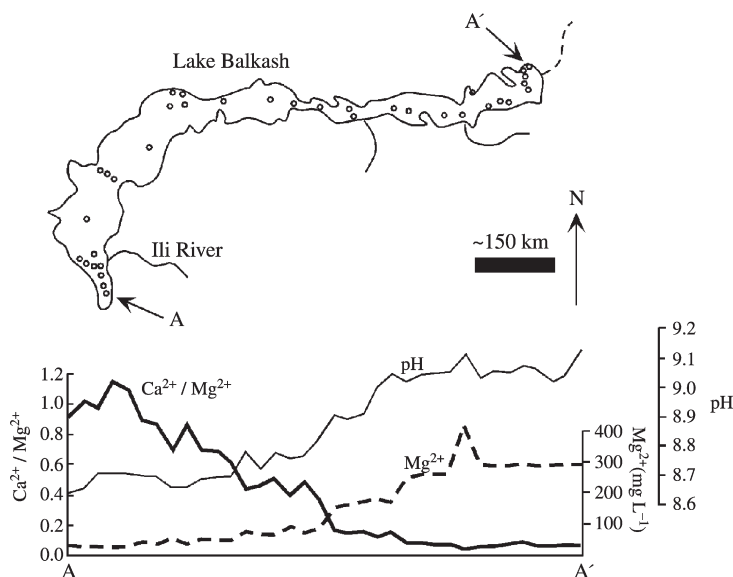 A´
Lake Balkash
N
~150 km
Ili River
A
9.2
pH
9.1
1.2
Ca²⁺ / Mg²⁺
9.0
1.0
8.9
0.8
400
8.8
0.6
Mg²⁺
300
8.7
0.4
200
8.6
0.2
100
0.0
Ca²⁺ / Mg²⁺
Mg²⁺(mg L⁻¹)
pH
A
A´